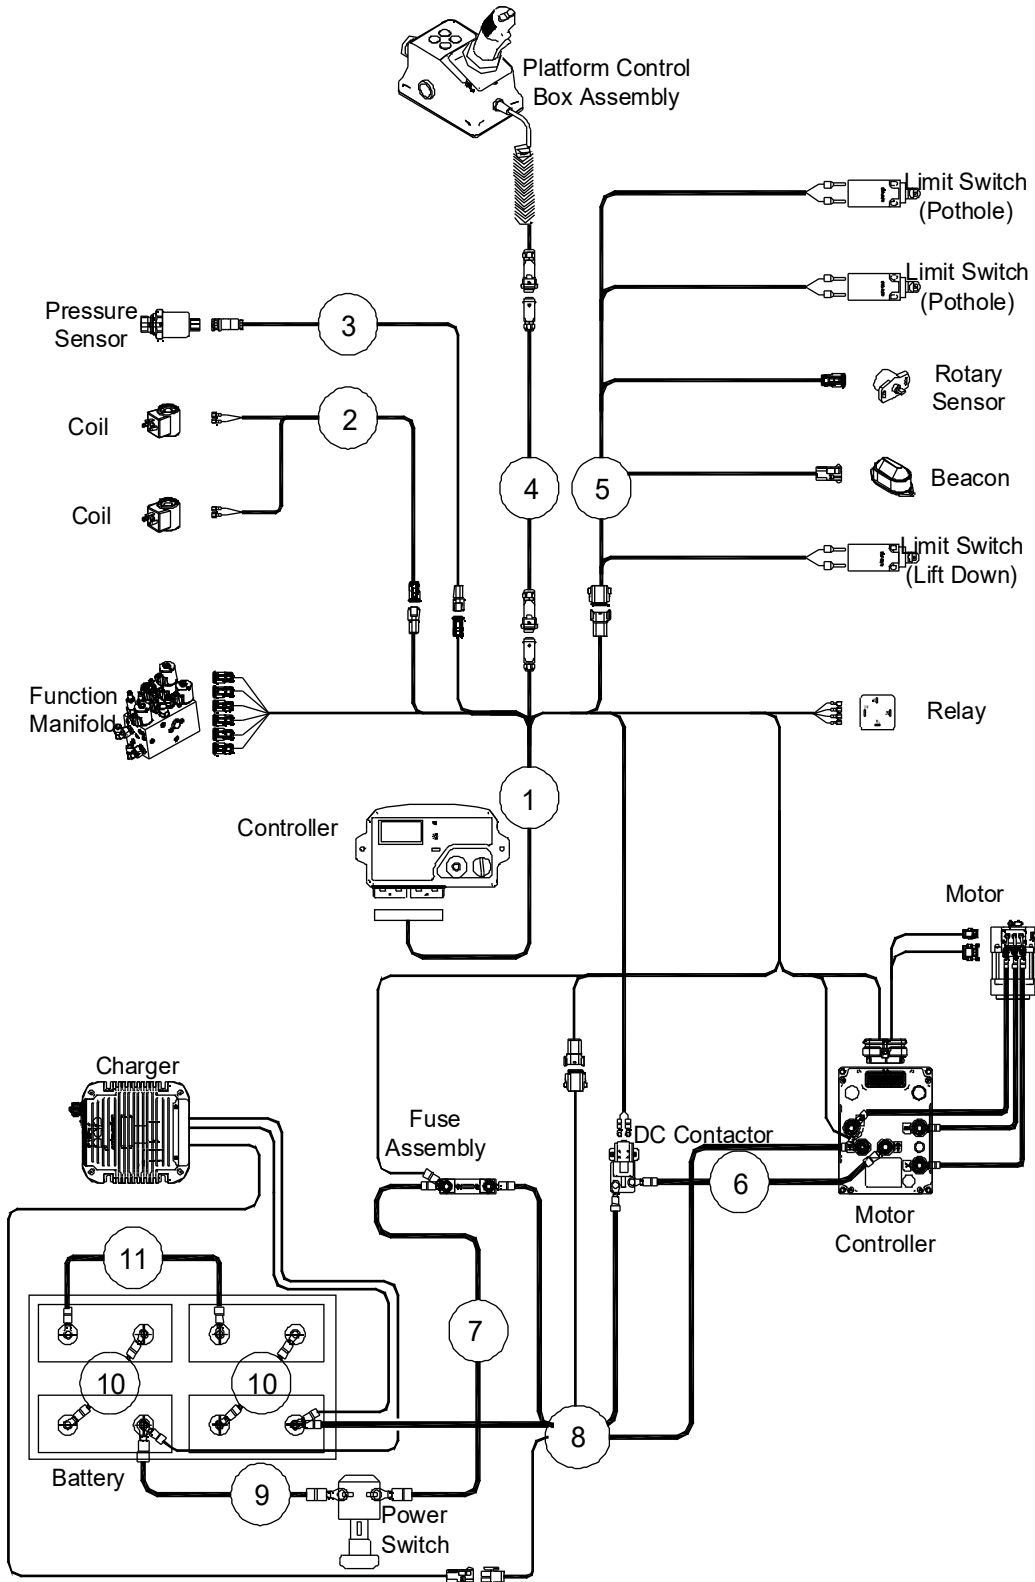 Platform Control
Box Assembly
Limit Switch
(Pothole)
Limit Switch
(Pothole)
Pressure
Sensor
3
Rotary
Sensor
Coil
2
4
5
Beacon
Coil
Limit Switch
(Lift Down)
Function
Manifold
Relay
1
Controller
Motor
Charger
Fuse
Assembly
DC Contactor
6
Motor
Controller
11
7
10
10
8
Battery
9
Power
Switch